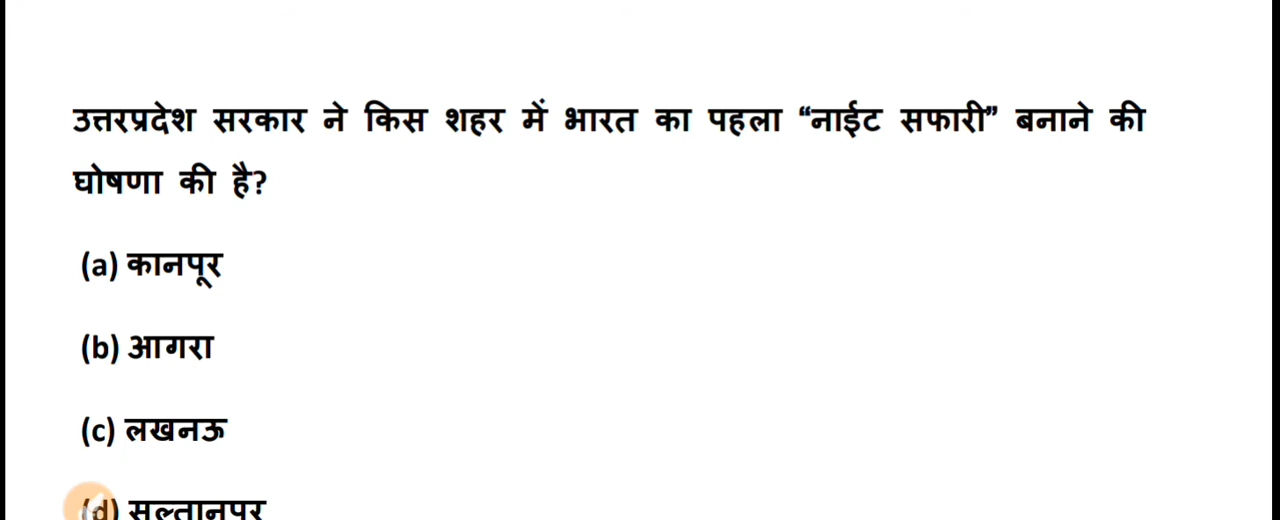 उत्तरप्रदेश सरकार ने किस शहर में भारत का पहला “नाईट सफारी” बनाने की
घोषणा की है?
(a) कानपूर
(b) आगरा
(c) लखनऊ
(d) सुल्तानपुर